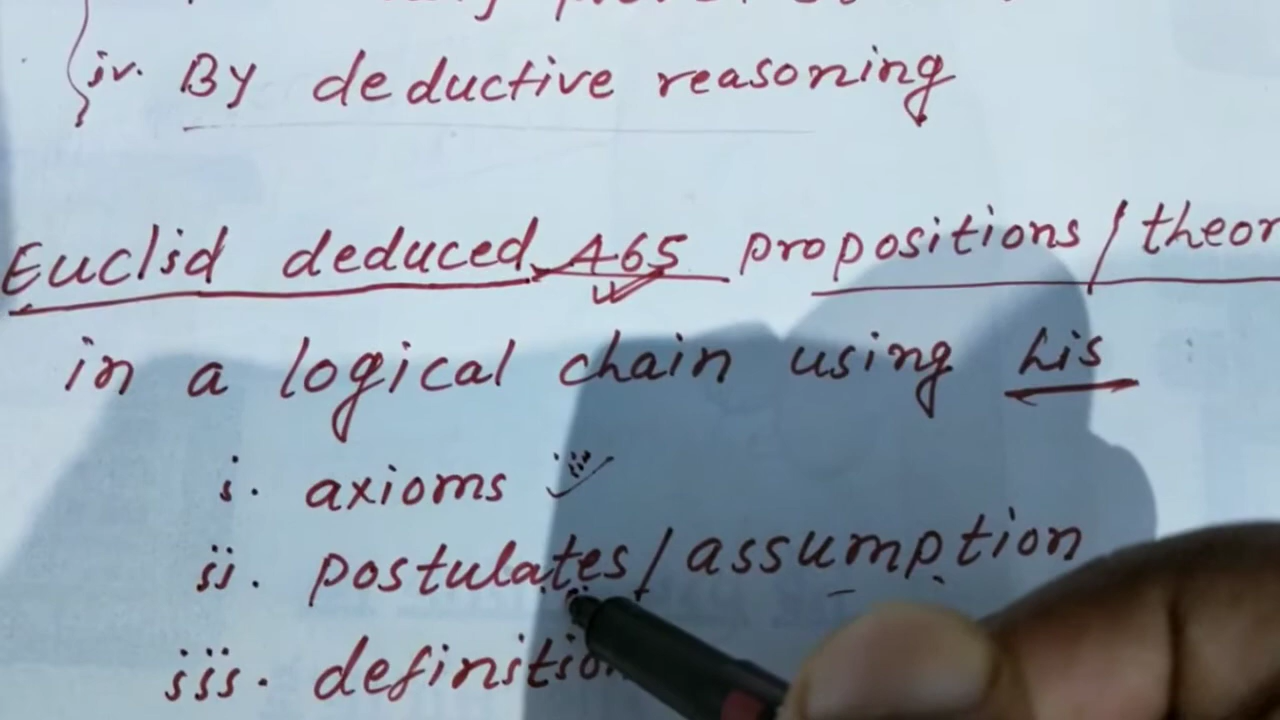 iv. By deductive reasoning
Euclid deduced 465 propositions / theor
in a logical chain using his
i. axioms
ii. postulates / assumption
iii. definition